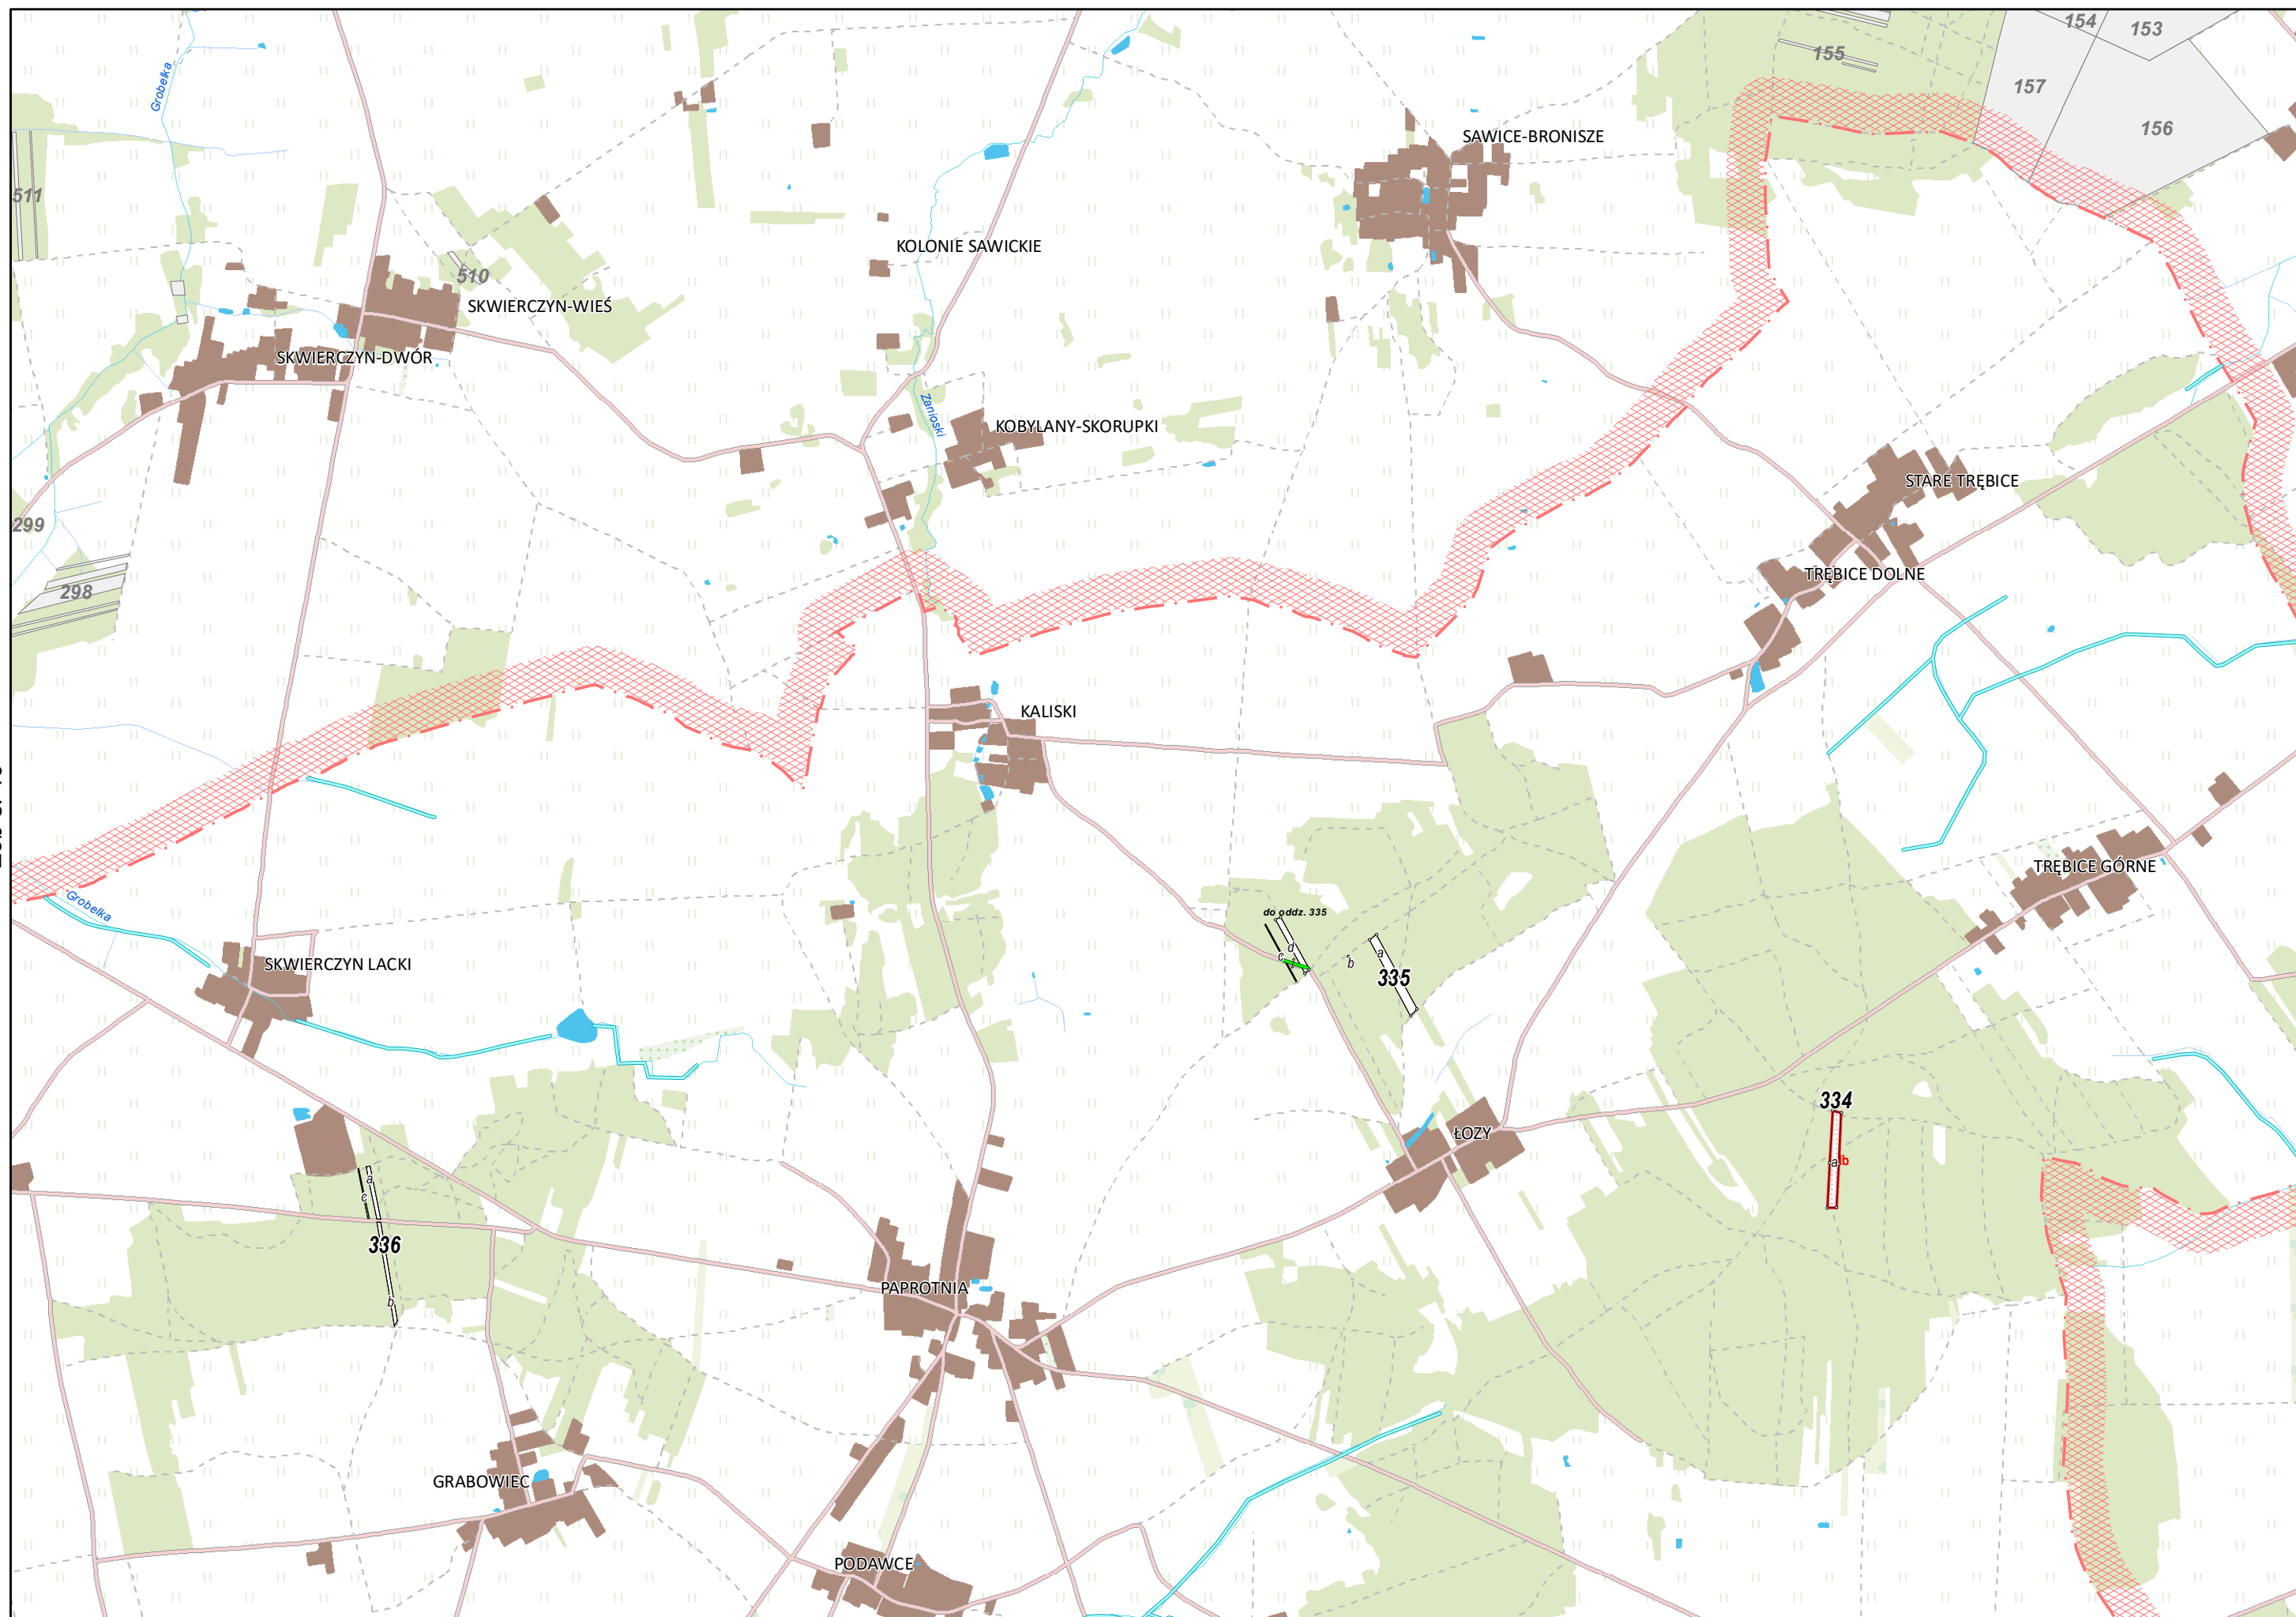 154
153
155
157
156
Grobelka
SAWICE-BRONISZE
511
KOLONIE SAWICKIE
510
SKWIERCZYN-WIEŚ
SKWIERCZYN-DWÓR
Zanioski
KOBYLANY-SKORUPKI
STARE TRĘBICE
299
TRĘBICE DOLNE
298
KALISKI
TRĘBICE GÓRNE
Grobelka
do oddz. 335
d
c
b
a
335
SKWIERCZYN LACKI
334
ŁOZY
a
b
a
c
336
b
PAPROTNIA
GRABOWIEC
PODAWCE